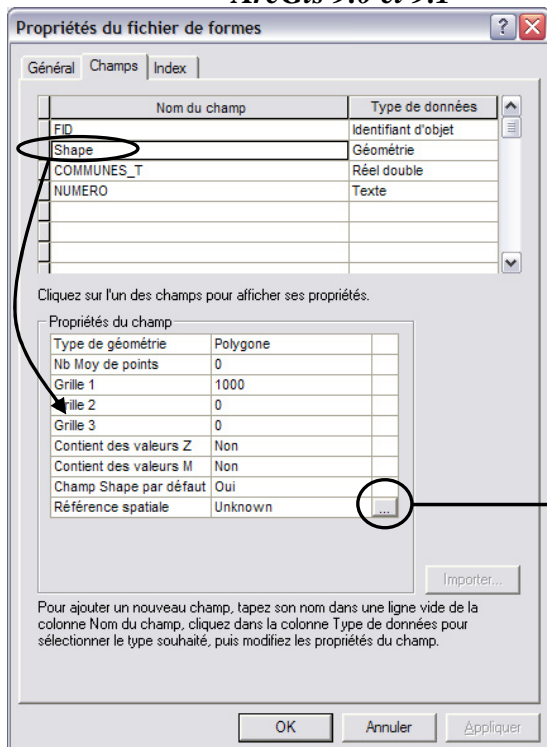 ArcGis 9.0 et 9.1
Propriétés du fichier de formes
Général Champs Index
Nom du champ Type de données
FID Identifiant d'objet
Shape Géométrie
COMMUNES_T Réel double
NUMERO Texte
Cliquez sur l'un des champs pour afficher ses propriétés.
Propriétés du champ
Type de géométrie Polygone
Nb Moy de points 0
Grille 1 1000
Grille 2 0
Grille 3 0
Contient des valeurs Z Non
Contient des valeurs M Non
Champ Shape par défaut Oui
Référence spatiale Unknown ...
Importer...
Pour ajouter un nouveau champ, tapez son nom dans une ligne vide de la
colonne Nom du champ, cliquez dans la colonne Type de données pour
sélectionner le type souhaité, puis modifiez les propriétés du champ.
OK Annuler Appliquer